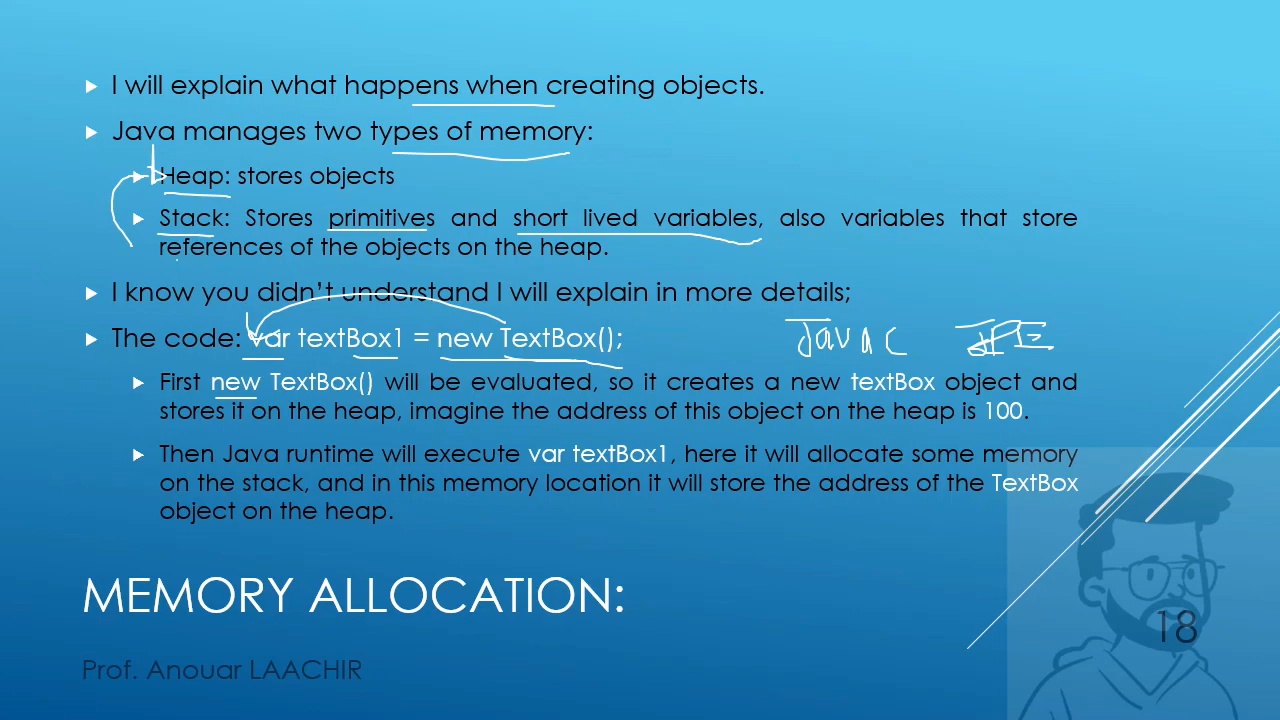 I will explain what happens when creating objects.
Java manages two types of memory:
Heap: stores objects
Stack: Stores primitives and short lived variables, also variables that store
references of the objects on the heap.
I know you didn't understand I will explain in more details;
The code: var textBox1 = new TextBox();
Javac
First new TextBox() will be evaluated, so it creates a new textBox object and
stores it on the heap, imagine the address of this object on the heap is 100.
Then Java runtime will execute var textBox1, here it will allocate some memory
on the stack, and in this memory location it will store the address of the TextBox
object on the heap.
MEMORY ALLOCATION:
18
Prof. Anouar LAACHIR